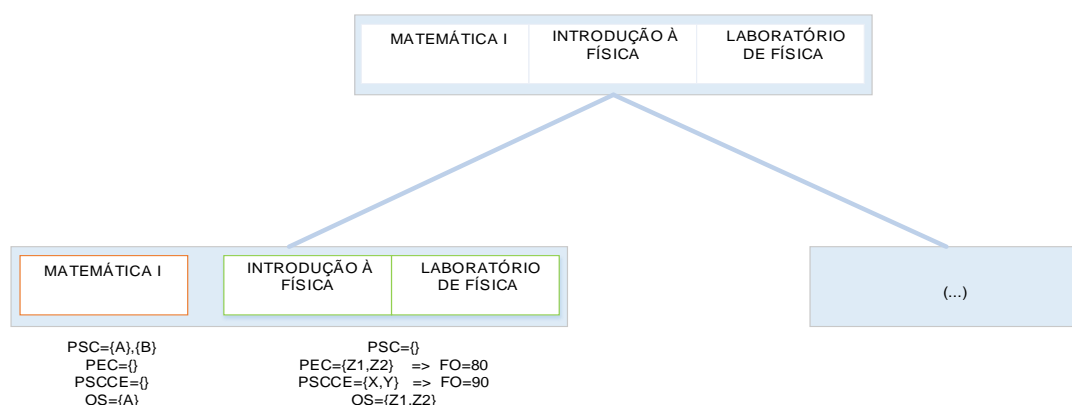 MATEMÁTICA I
INTRODUÇÃO À
FÍSICA
LABORATÓRIO
DE FÍSICA
MATEMÁTICA I
INTRODUÇÃO À
FÍSICA
LABORATÓRIO
DE FÍSICA
(...)
PSC={A},{B}
PEC={}
PSCCE={}
OS={A}
PSC={}
PEC={Z1,Z2} => FO=80
PSCCE={X,Y} => FO=90
OS={Z1,Z2}